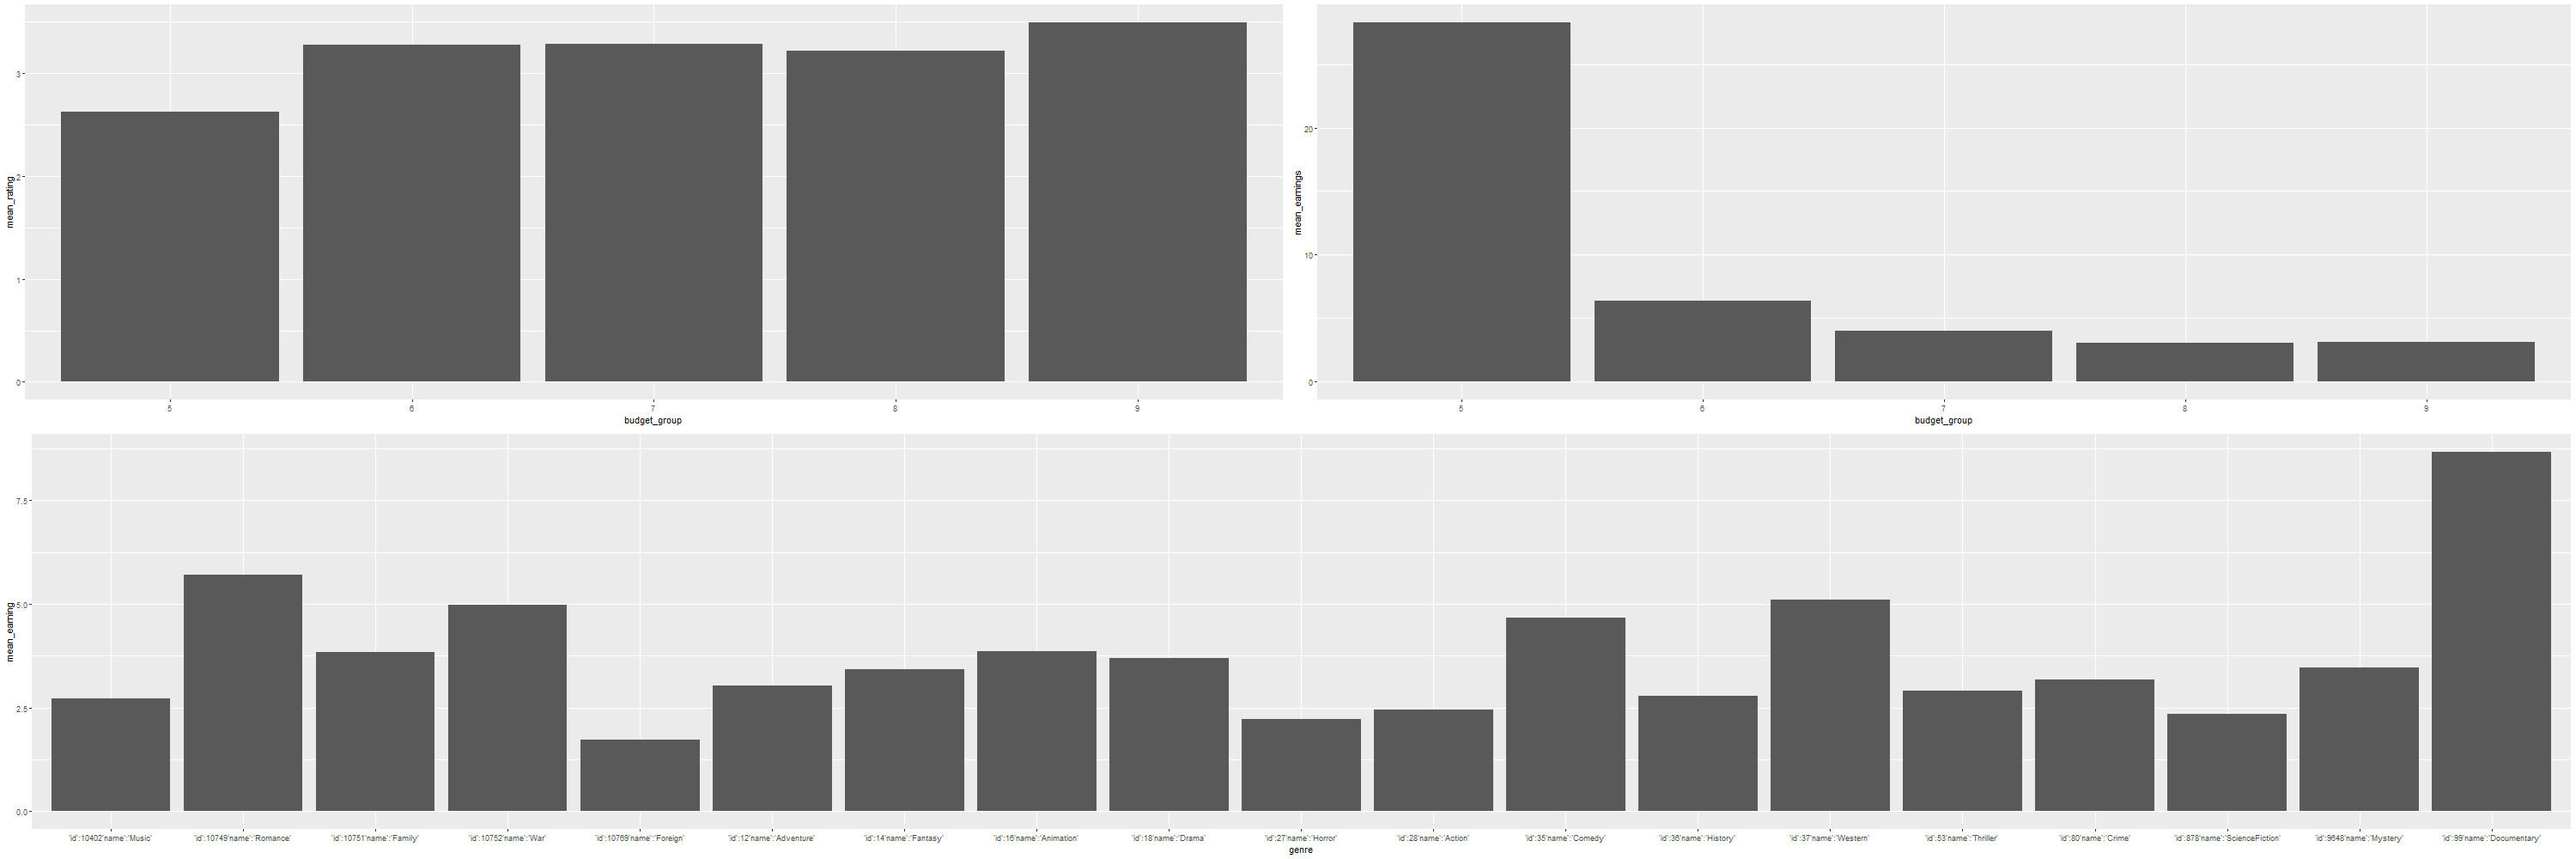 mean_rating
3
2
1
0
5 6 7 8 9
budget_group
mean_earnings
20
10
0
5 6 7 8 9
budget_group
mean_earning
7.5
5.0
2.5
0.0
'id':10402'name':'Music' 'id':10749'name':'Romance' 'id':10751'name':'Family' 'id':10752'name':'War' 'id':10769'name':'Foreign' 'id':12'name':'Adventure' 'id':14'name':'Fantasy' 'id':16'name':'Animation' 'id':18'name':'Drama' 'id':27'name':'Horror' 'id':28'name':'Action' 'id':35'name':'Comedy' 'id':36'name':'History' 'id':37'name':'Western' 'id':53'name':'Thriller' 'id':80'name':'Crime' 'id':878'name':'ScienceFiction' 'id':9648'name':'Mystery' 'id':99'name':'Documentary'
genre